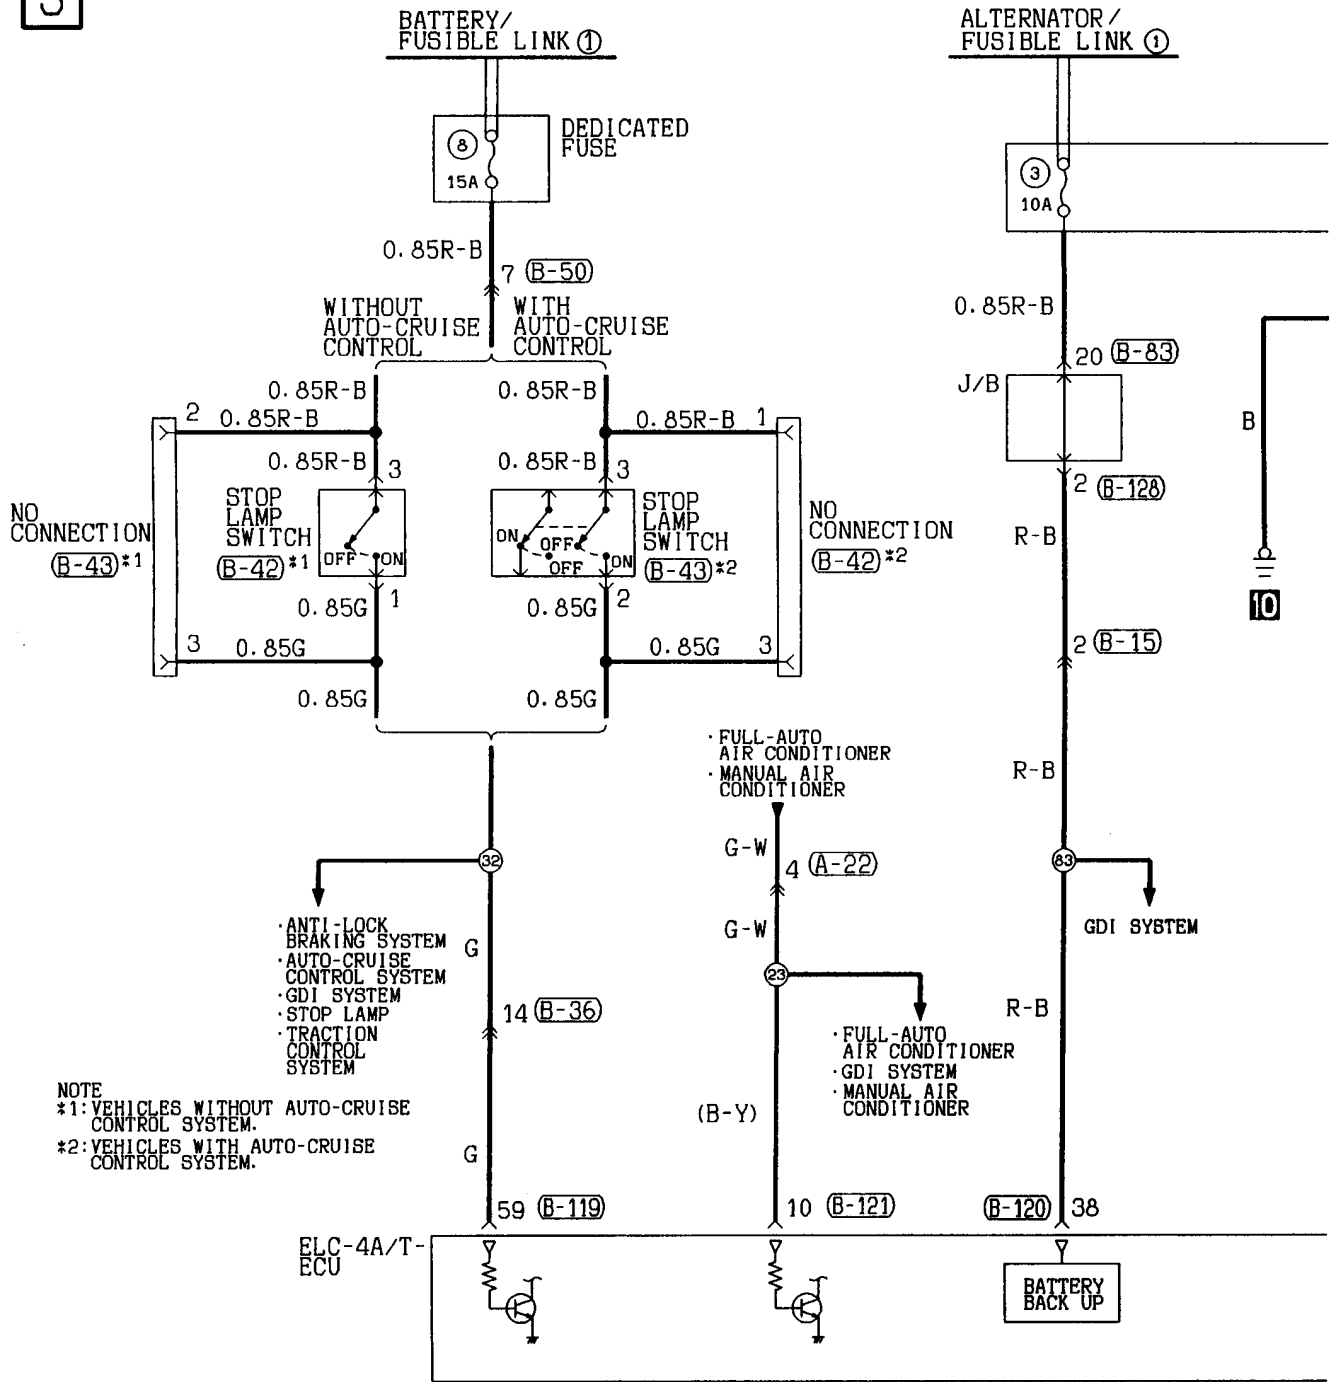 BATTERY/
FUSIBLE LINK ①
ALTERNATOR/
FUSIBLE LINK ①
8
15A
DEDICATED
FUSE
3
10A
0.85R-B
7 (B-50)
WITHOUT
AUTO-CRUISE
CONTROL
WITH
AUTO-CRUISE
CONTROL
0.85R-B
20 (B-83)
J/B
0.85R-B
0.85R-B
2
0.85R-B
0.85R-B
1
0.85R-B
3
0.85R-B
3
B
2 (B-128)
NO
CONNECTION
(B-43)*1
STOP
LAMP
SWITCH
(B-42)*1
OFF
ON
ON
OFF
OFF
ON
STOP
LAMP
SWITCH
(B-43)*2
NO
CONNECTION
(B-42)*2
R-B
10
0.85G
1
0.85G
2
3
0.85G
0.85G
3
2 (B-15)
0.85G
0.85G
· FULL-AUTO
AIR CONDITIONER
· MANUAL AIR
CONDITIONER
R-B
G-W
4 (A-22)
32
83
·ANTI-LOCK
BRAKING SYSTEM
·AUTO-CRUISE
CONTROL SYSTEM
·GDI SYSTEM
·STOP LAMP
·TRACTION
CONTROL
SYSTEM
G
G-W
GDI SYSTEM
23
14 (B-36)
R-B
· FULL-AUTO
AIR CONDITIONER
· GDI SYSTEM
· MANUAL AIR
CONDITIONER
NOTE
*1:VEHICLES WITHOUT AUTO-CRUISE
CONTROL SYSTEM.
*2:VEHICLES WITH AUTO-CRUISE
CONTROL SYSTEM.
(B-Y)
G
59 (B-119)
10 (B-121)
(B-120) 38
ELC-4A/T-
ECU
BATTERY
BACK UP